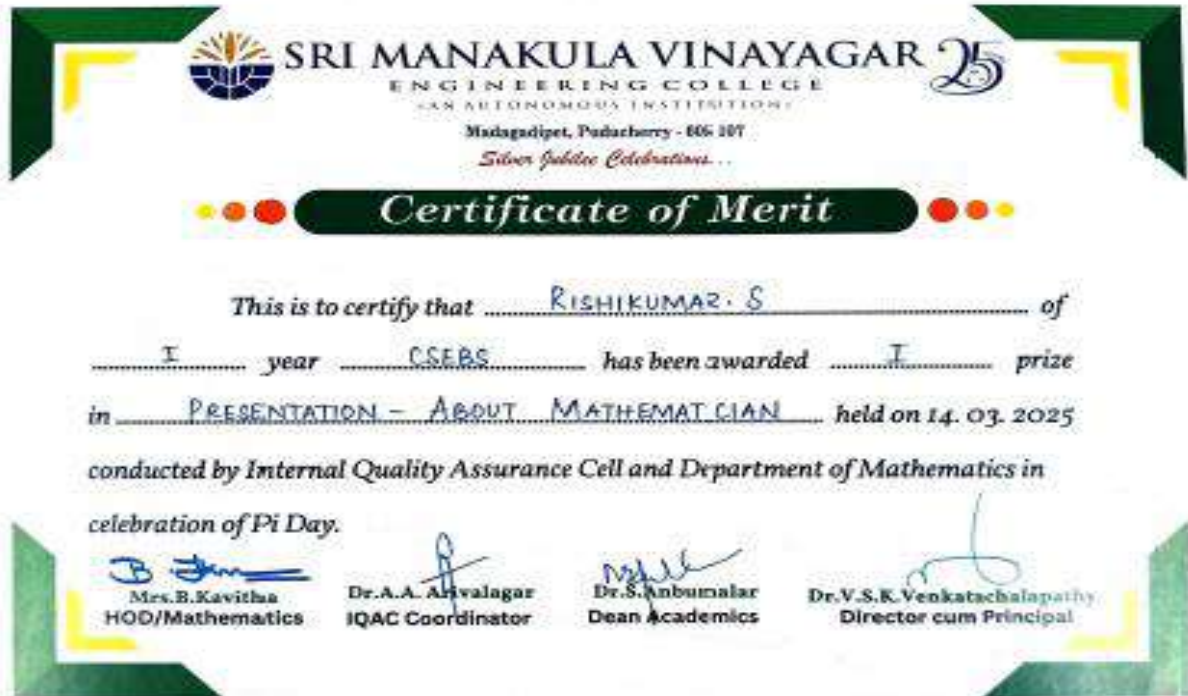 SRI MANAKULA VINAYAGAR 25
ENGINEERING COLLEGE
(AN AUTONOMOUS INSTITUTION)
Madagadipet, Puducherry - 605 107
Silver Jubilee Celebrations...
Certificate of Merit
This is to certify that RISHIKUMAR. S of
I year CSEBS has been awarded I prize
in PRESENTATION - ABOUT MATHEMATICIAN held on 14. 03. 2025
conducted by Internal Quality Assurance Cell and Department of Mathematics in
celebration of Pi Day.
Mrs.B.Kavitha Dr.A.A. Arivalagar Dr.S.Anbumalar Dr.V.S.K.Venkatachalapathy
HOD/Mathematics IQAC Coordinator Dean Academics Director cum Principal